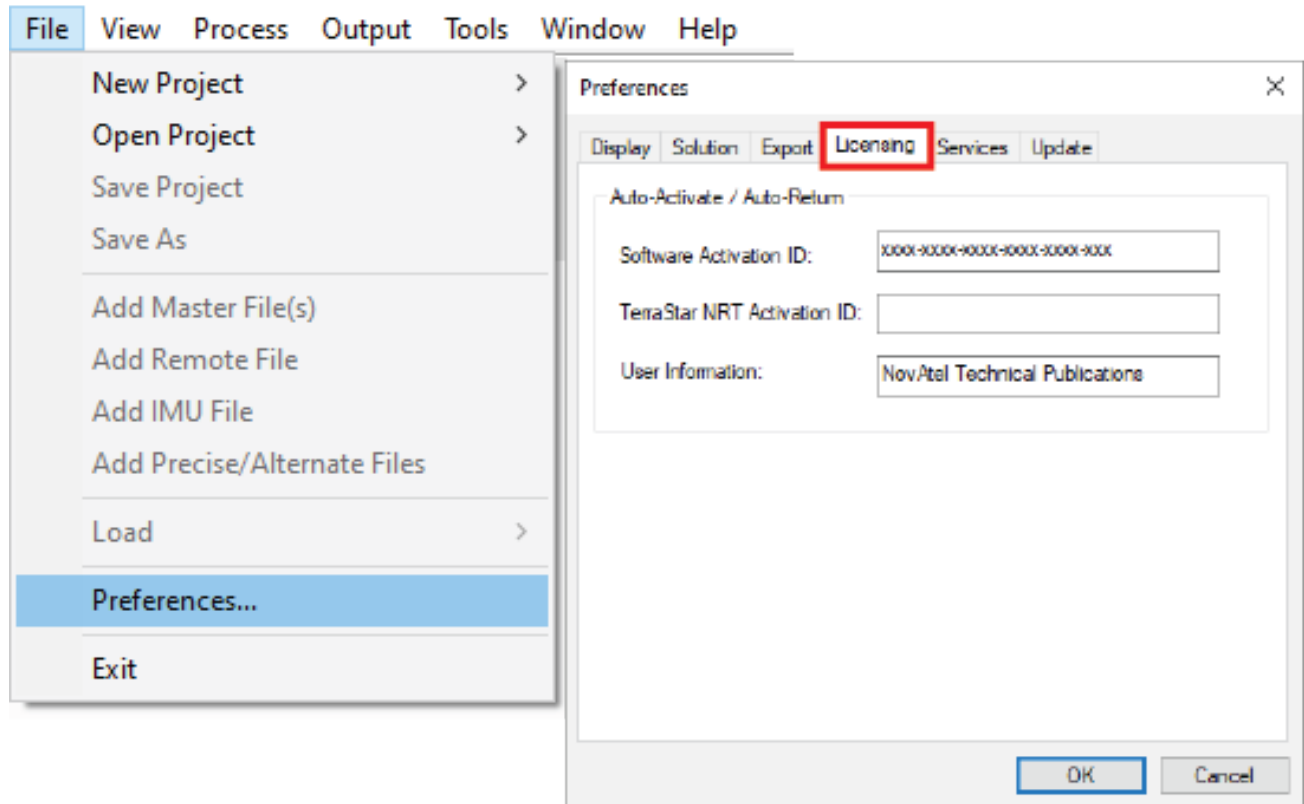 File View Process Output Tools Window Help
New Project
Open Project
Save Project
Save As
Add Master File(s)
Add Remote File
Add IMU File
Add Precise/Alternate Files
Load
Preferences...
Exit
Preferences
Display Solution Export Licensing Services Update
Auto-Activate / Auto-Return
Software Activation ID: xxxx-xxxx-xxxx-xxxx-xxxx-xxx
TerraStar NRT Activation ID:
User Information: NovAtel Technical Publications
OK Cancel